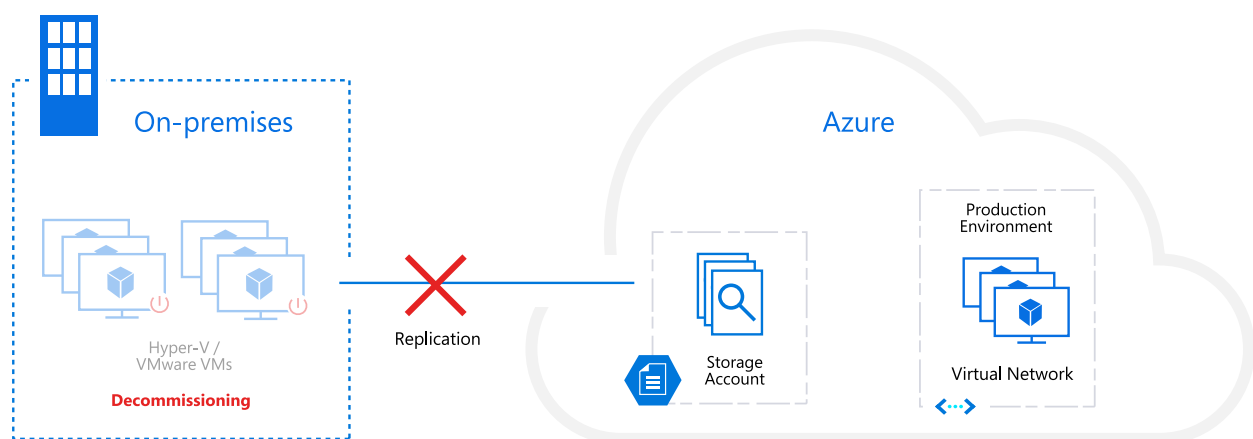 On-premises
Azure
Production
Environment
Replication
Hyper-V /
VMware VMs
Decommissioning
Storage
Account
Virtual Network